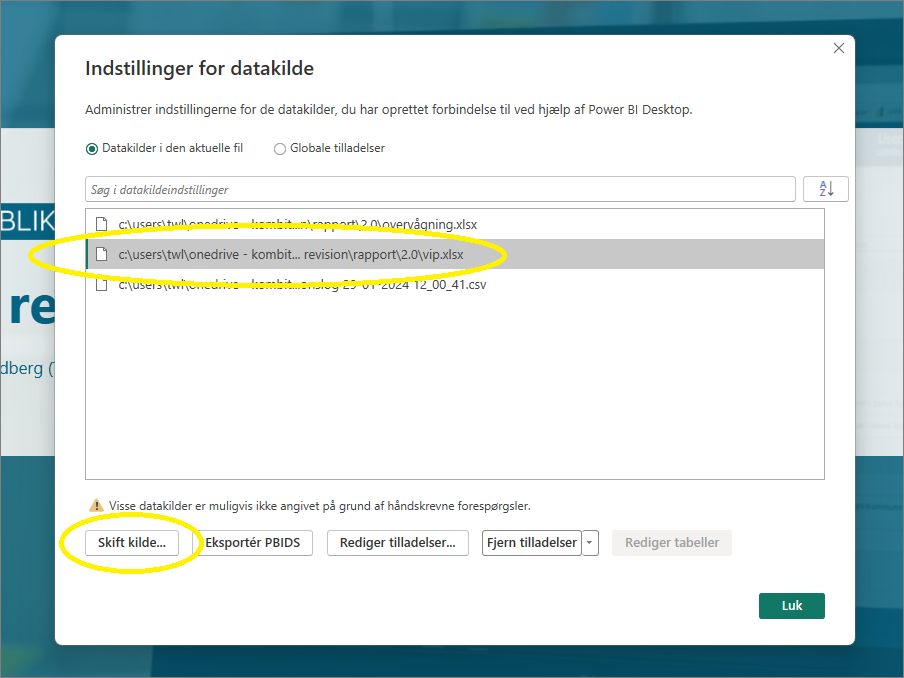 Indstillinger for datakilde
Administrer indstillingerne for de datakilder, du har oprettet forbindelse til ved hjælp af Power BI Desktop.
Datakilder i den aktuelle fil
Globale tilladelser
Søg i datakildeindstillinger
AZ
c:\users\twl\onedrive - kombit...n\rapport\2.0\overvågning.xlsx
BLIK
c:\users\twl\onedrive - kombit... revision\rapport\2.0\vip.xlsx
c:\users\twl\onedrive - kombit...enslog 29-01-2024 12_00_41.csv
re
dberg (
Visse datakilder er muligvis ikke angivet på grund af håndskrevne forespørgsler.
Skift kilde...
Eksportér PBIDS
Rediger tilladelser...
Fjern tilladelser
Rediger tabeller
Luk